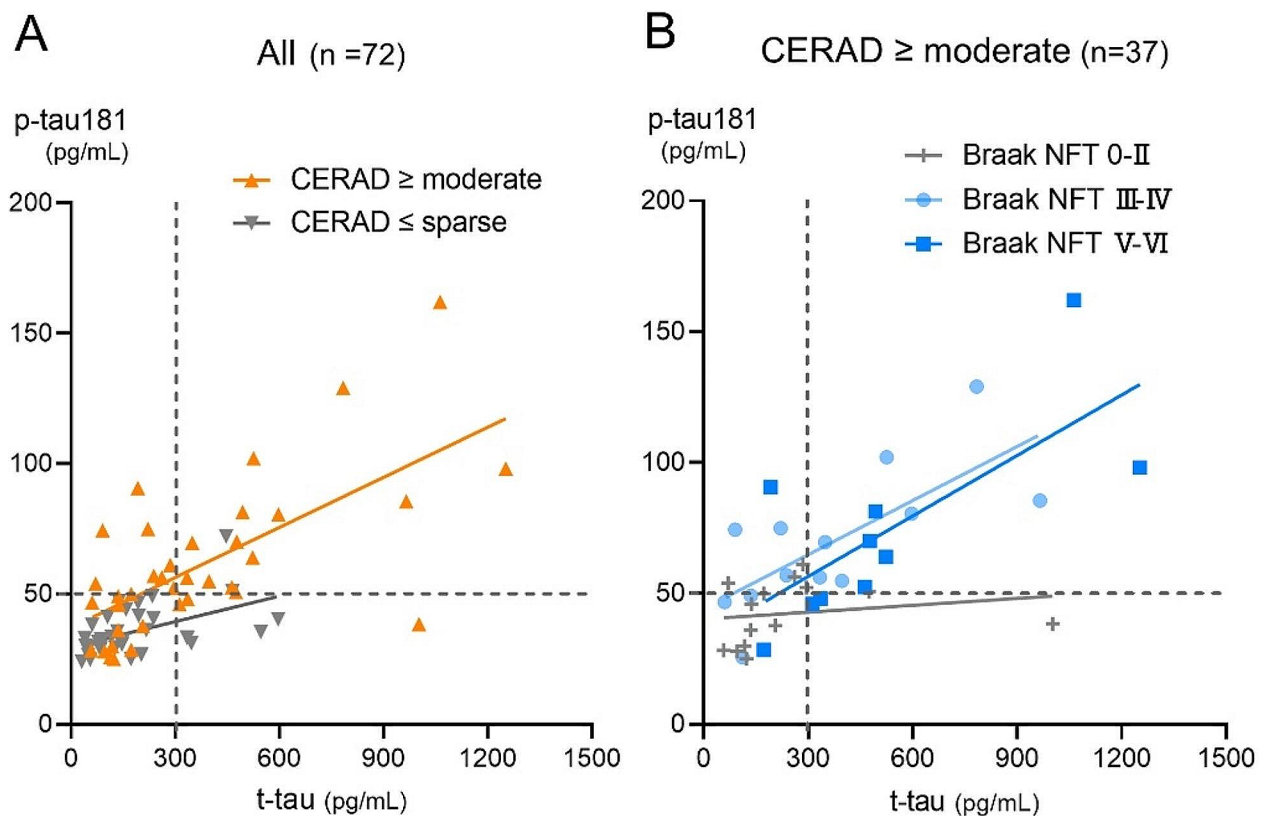 A
All (n =72)
p-tau181
(pg/mL)
CERAD ≥ moderate
CERAD ≤ sparse
200
150
100
50
0
0 300 600 900 1200 1500
t-tau (pg/mL)
B
CERAD ≥ moderate (n=37)
p-tau181
(pg/mL)
Braak NFT 0-Ⅱ
Braak NFT Ⅲ-Ⅳ
Braak NFT Ⅴ-Ⅵ
200
150
100
50
0
0 300 600 900 1200 1500
t-tau (pg/mL)